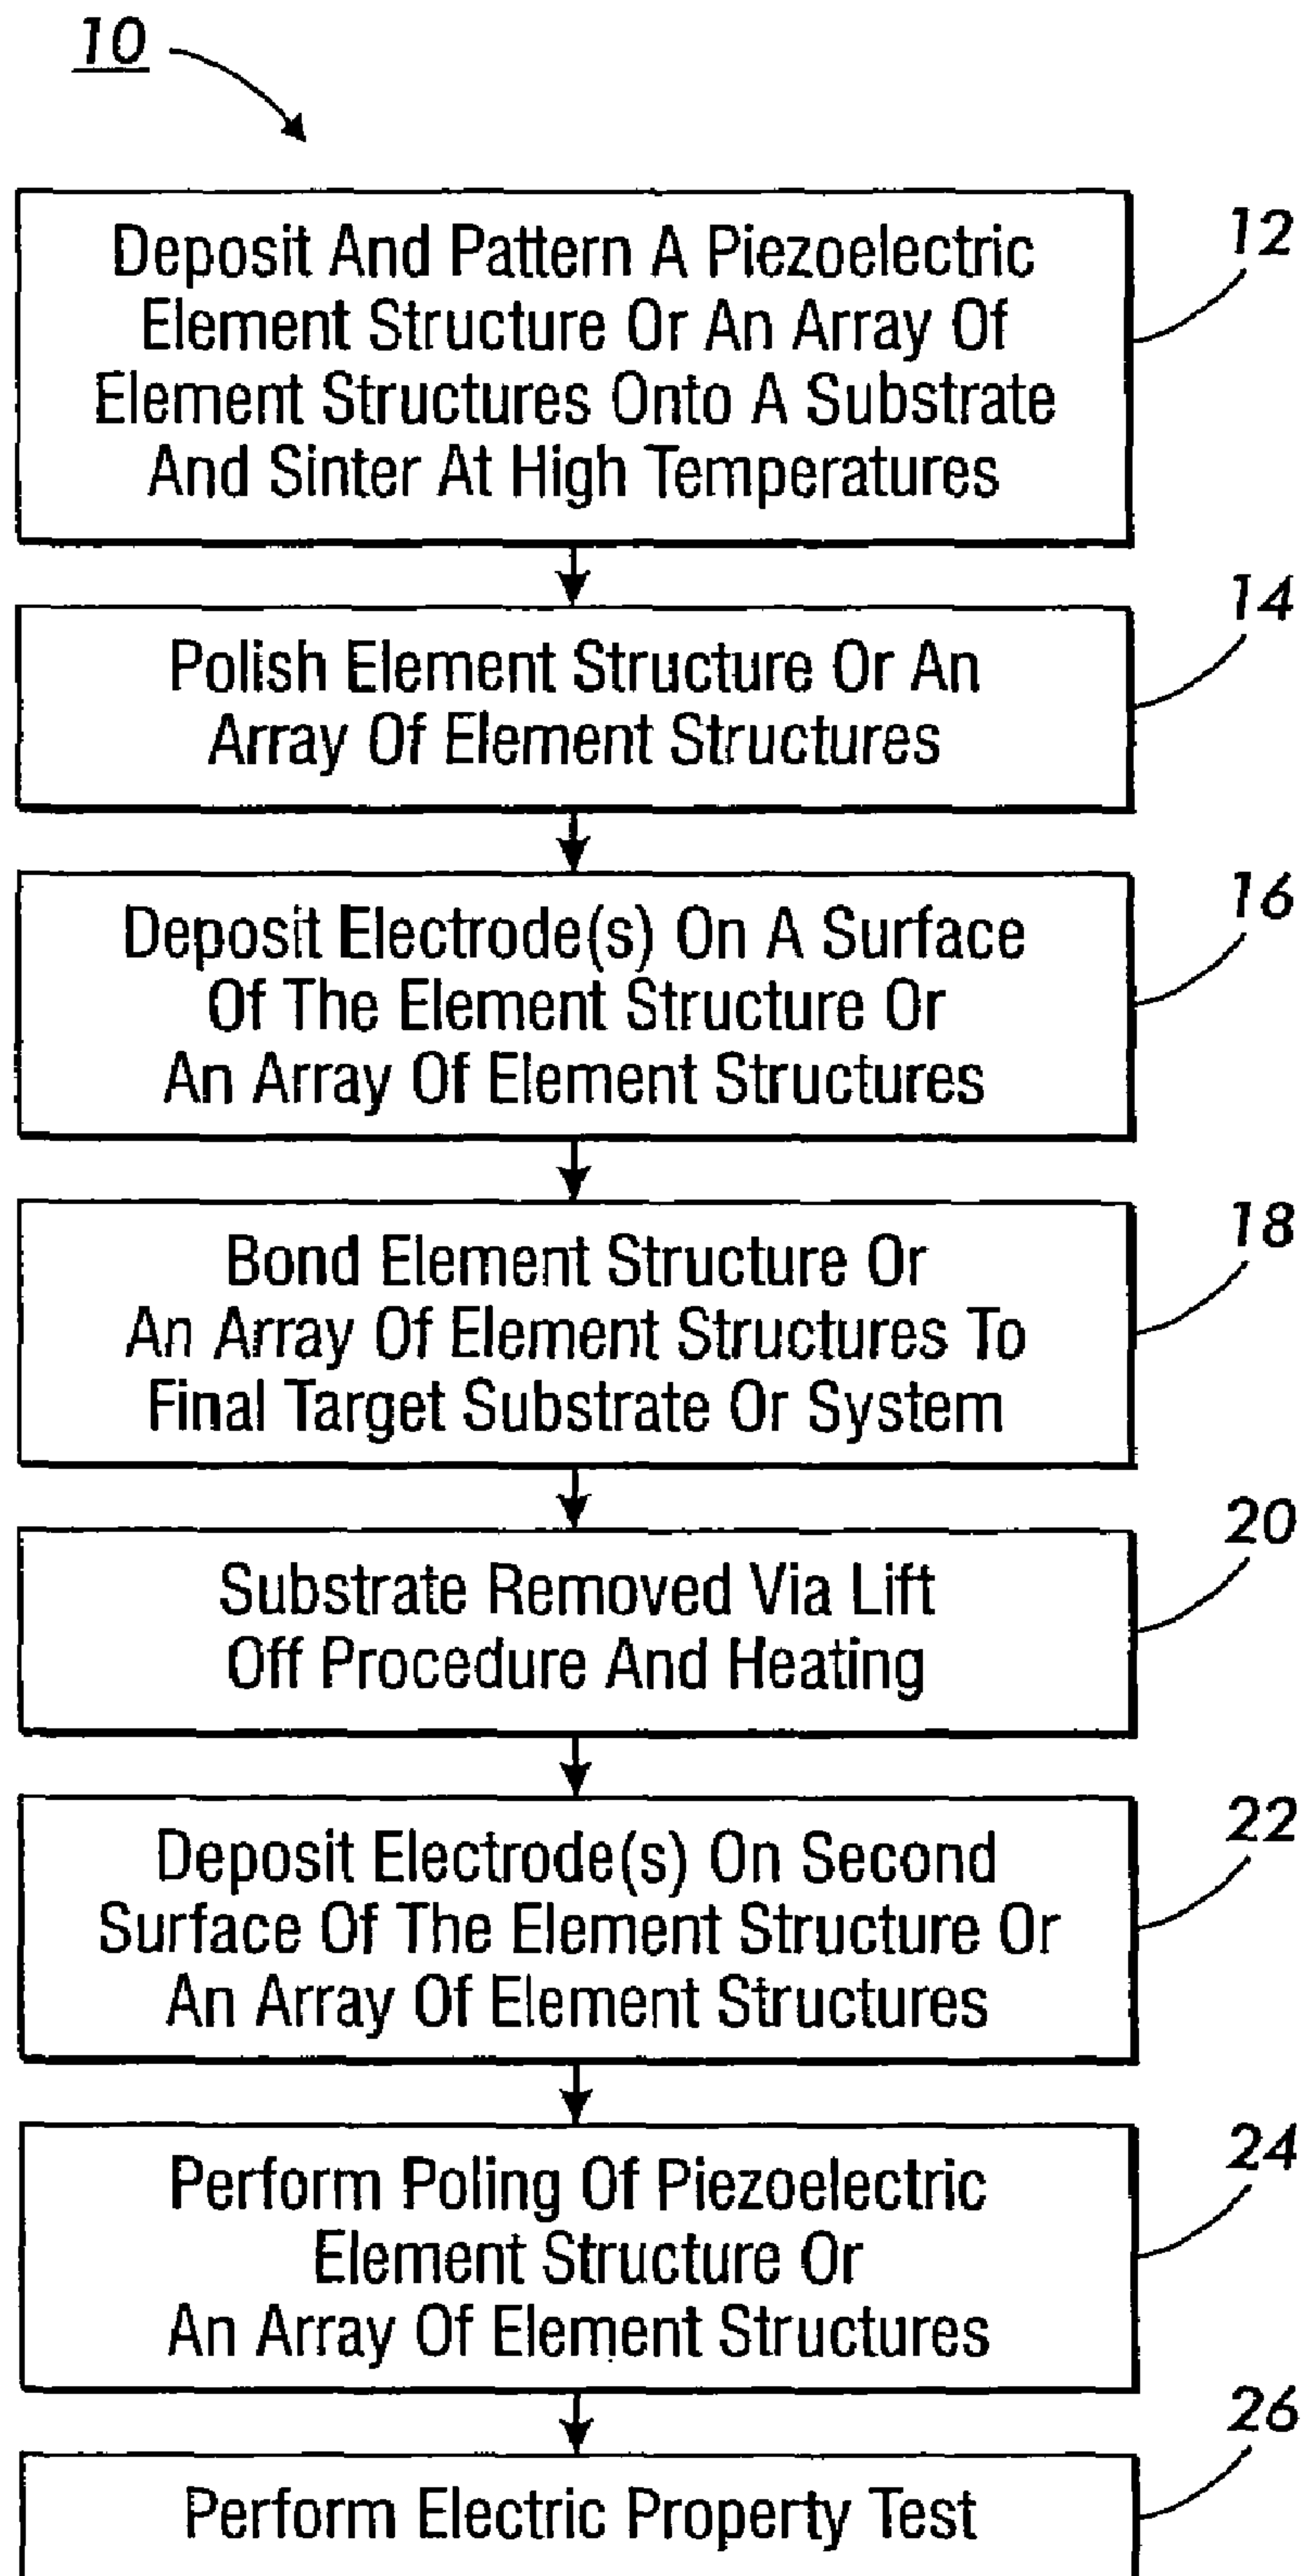 10
Deposit And Pattern A Piezoelectric
Element Structure Or An Array Of
Element Structures Onto A Substrate
And Sinter At High Temperatures
12
Polish Element Structure Or An
Array Of Element Structures
14
Deposit Electrode(s) On A Surface
Of The Element Structure Or
An Array Of Element Structures
16
Bond Element Structure Or
An Array Of Element Structures To
Final Target Substrate Or System
18
Substrate Removed Via Lift
Off Procedure And Heating
20
Deposit Electrode(s) On Second
Surface Of The Element Structure Or
An Array Of Element Structures
22
Perform Poling Of Piezoelectric
Element Structure Or
An Array Of Element Structures
24
Perform Electric Property Test
26